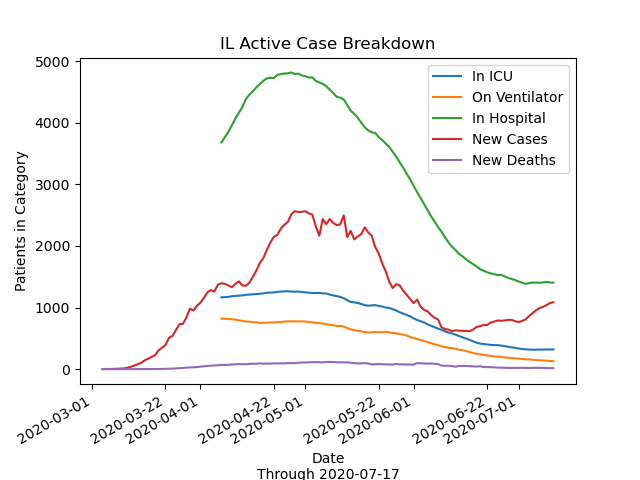 IL Active Case Breakdown
In ICU
On Ventilator
In Hospital
New Cases
New Deaths
Patients in Category
5000
4000
3000
2000
1000
0
2020-03-01
2020-03-22
2020-04-01
2020-04-22
2020-05-01
2020-05-22
2020-06-01
2020-06-22
2020-07-01
Date
Through 2020-07-17